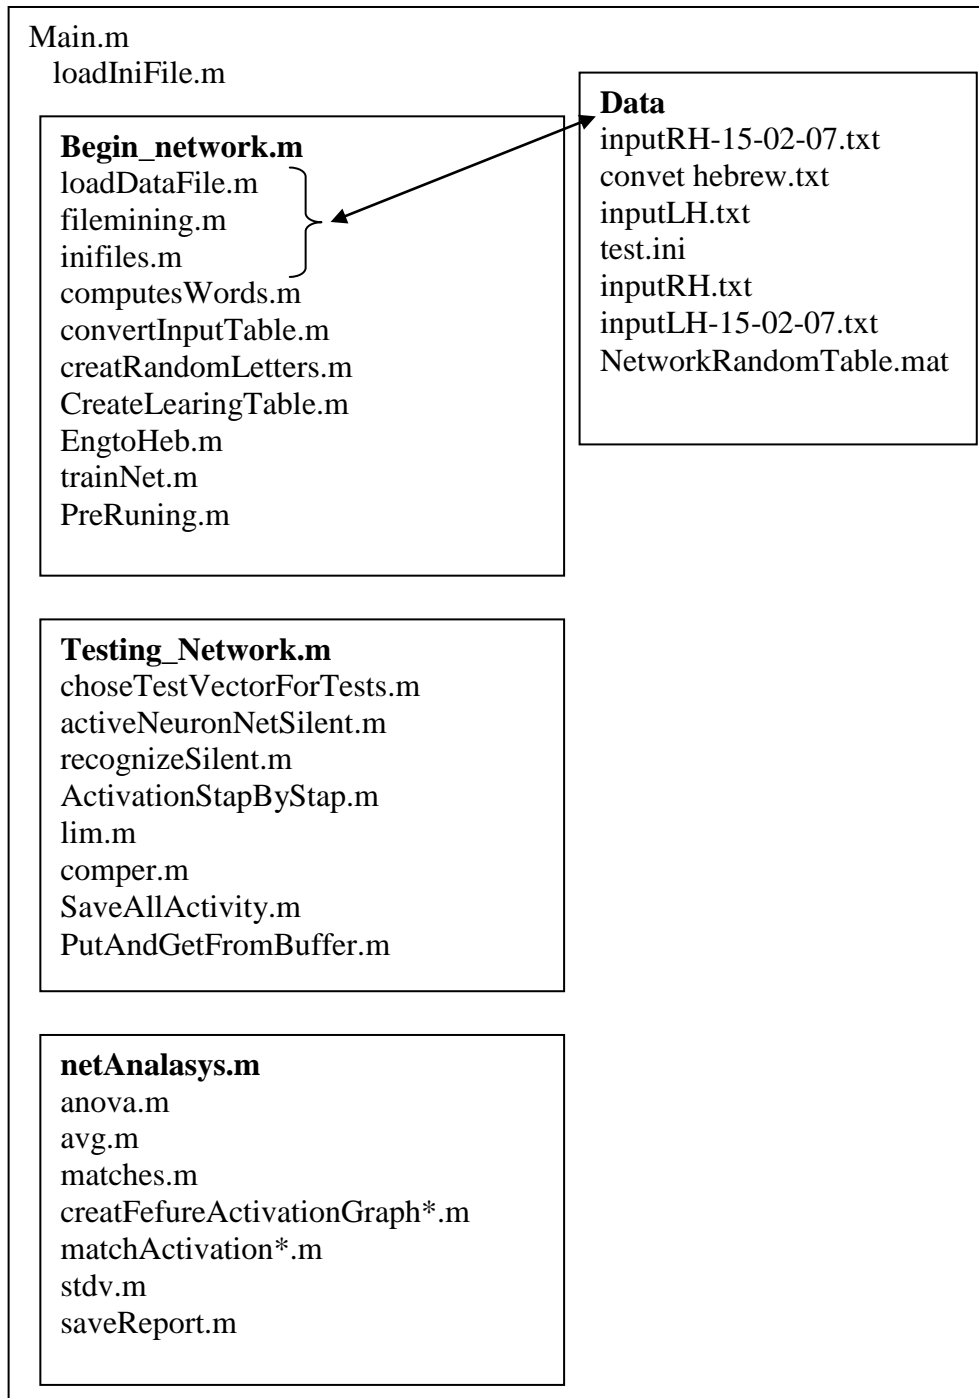 Main.m
loadIniFile.m
Begin_network.m
loadDataFile.m
filemining.m
inifiles.m
computesWords.m
convertInputTable.m
creatRandomLetters.m
CreateLearingTable.m
EngtoHeb.m
trainNet.m
PreRuning.m
Data
inputRH-15-02-07.txt
convet hebrew.txt
inputLH.txt
test.ini
inputRH.txt
inputLH-15-02-07.txt
NetworkRandomTable.mat
Testing_Network.m
choseTestVectorForTests.m
activeNeuronNetSilent.m
recognizeSilent.m
ActivationStapByStap.m
lim.m
comper.m
SaveAllActivity.m
PutAndGetFromBuffer.m
netAnalasys.m
anova.m
avg.m
matches.m
creatFefureActivationGraph*.m
matchActivation*.m
stdv.m
saveReport.m